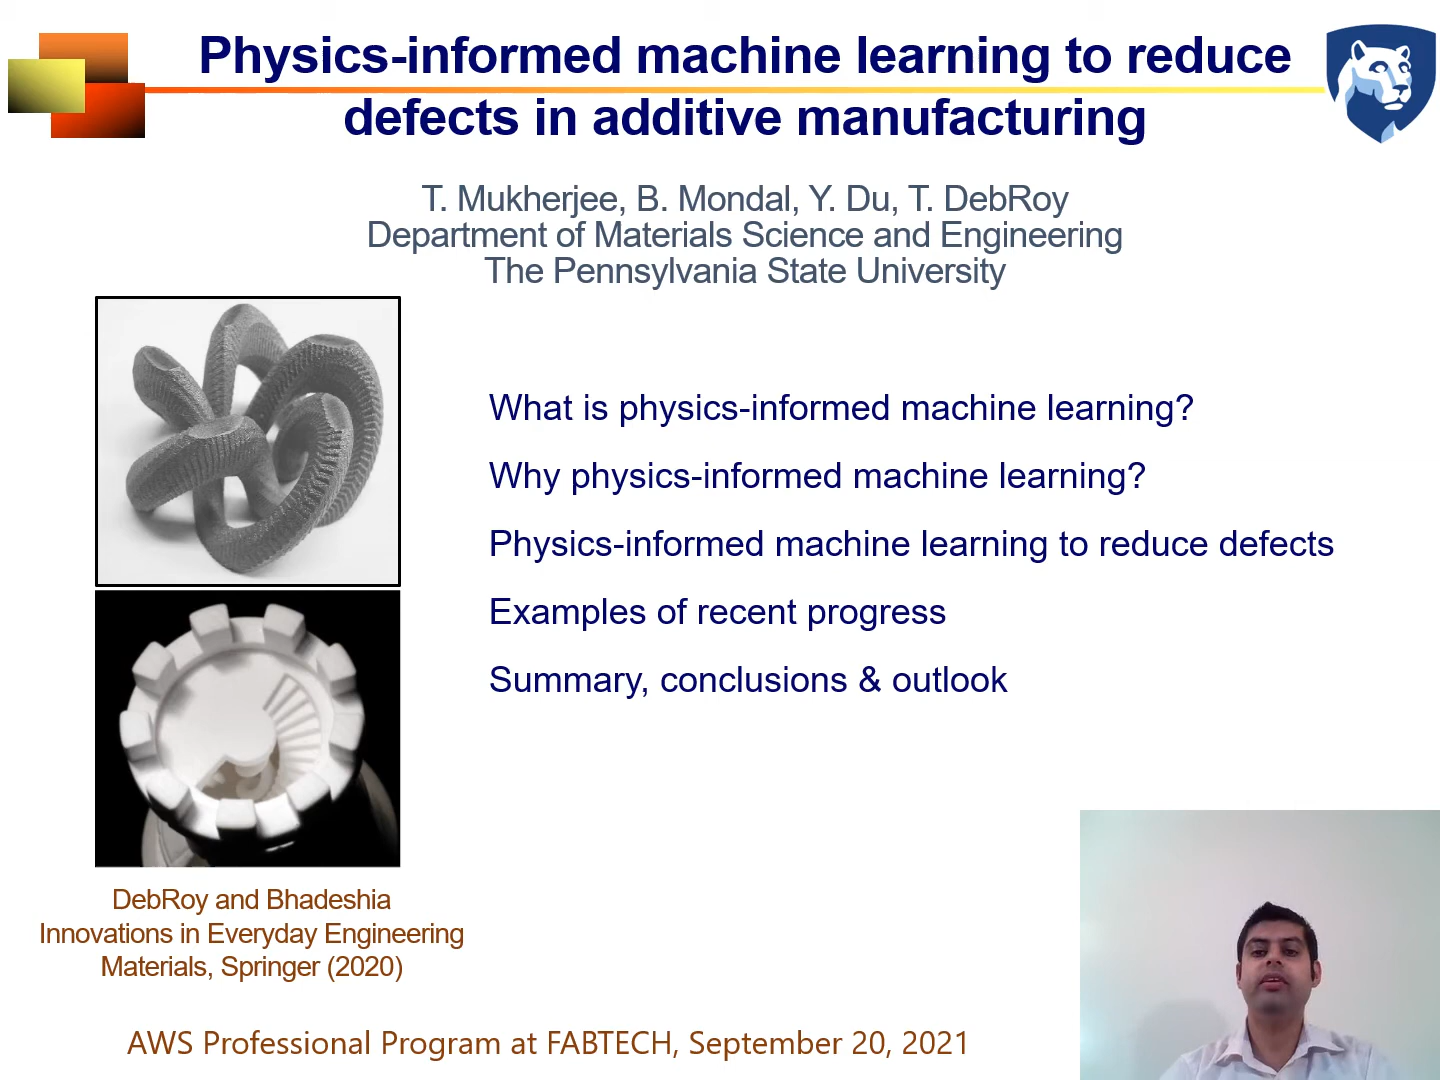 Physics-informed machine learning to reduce
defects in additive manufacturing
T. Mukherjee, B. Mondal, Y. Du, T. DebRoy
Department of Materials Science and Engineering
The Pennsylvania State University
What is physics-informed machine learning?
Why physics-informed machine learning?
Physics-informed machine learning to reduce defects
Examples of recent progress
Summary, conclusions & outlook
DebRoy and Bhadeshia
Innovations in Everyday Engineering
Materials, Springer (2020)
AWS Professional Program at FABTECH, September 20, 2021